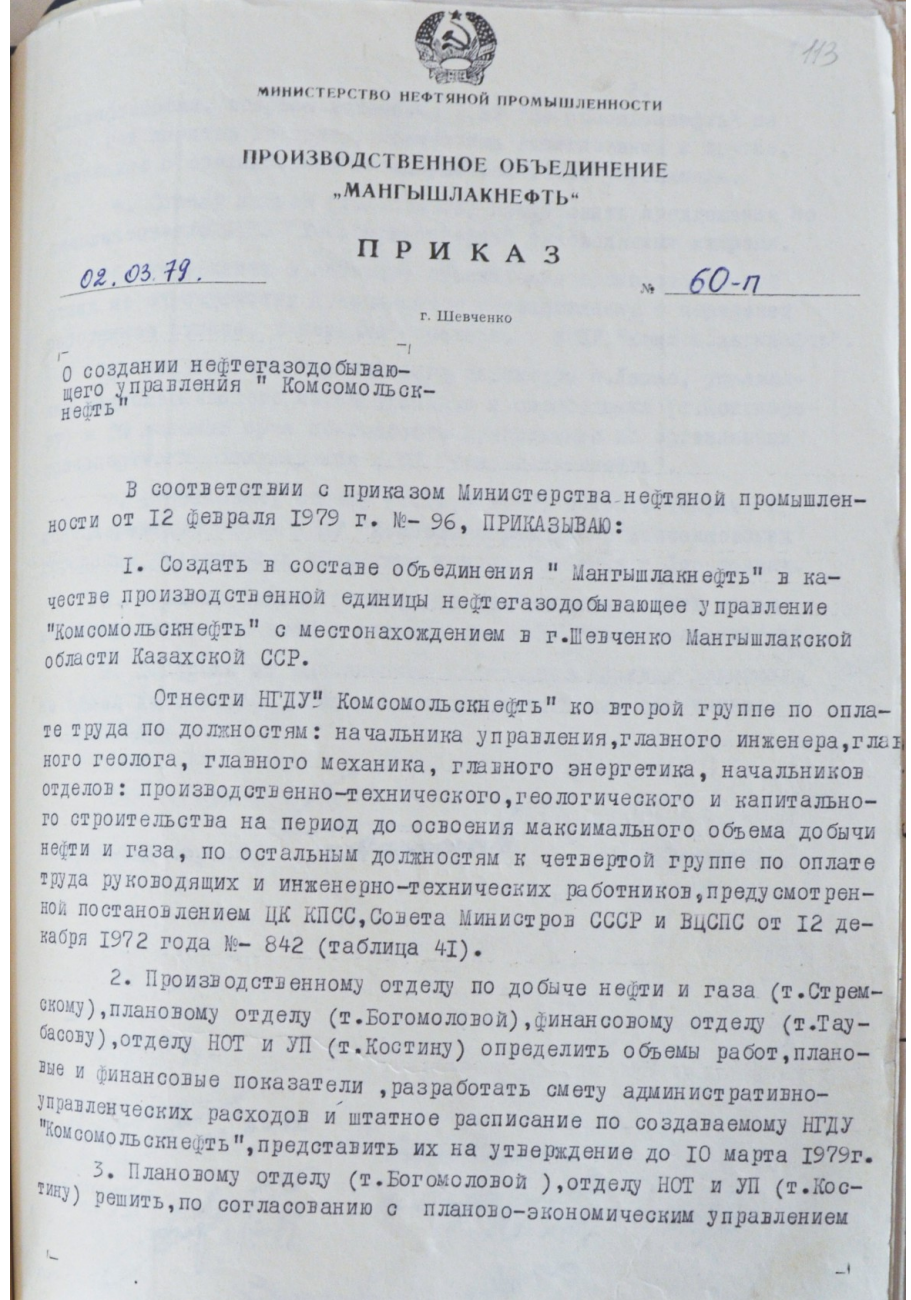 113
МИНИСТЕРСТВО НЕФТЯНОЙ ПРОМЫШЛЕННОСТИ
ПРОИЗВОДСТВЕННОЕ ОБЪЕДИНЕНИЕ
„МАНГЫШЛАКНЕФТЬ“
ПРИКАЗ
02.03.79. № 60-п
г. Шевченко
О создании нефтегазодобываю-
щего управления " Комсомольск-
нефть"
В соответствии с приказом Министерства нефтяной промышлен-
ности от 12 февраля 1979 г. №- 96, ПРИКАЗЫВАЮ:
I. Создать в составе объединения " Мангышлакнефть" в ка-
честве производственной единицы нефтегазодобывающее управление
"Комсомольскнефть" с местонахождением в г.Шевченко Мангышлакской
области Казахской ССР.
Отнести НГДУ" Комсомольскнефть" ко второй группе по опла-
те труда по должностям: начальника управления,главного инженера,глав
ного геолога, главного механика, главного энергетика, начальников
отделов: производственно-технического,геологического и капитально-
го строительства на период до освоения максимального объема добычи
нефти и газа, по остальным должностям к четвертой группе по оплате
труда руководящих и инженерно-технических работников,предусмотрен-
ной постановлением ЦК КПСС,Совета Министров СССР и ВЦСПС от 12 де-
кабря 1972 года №- 842 (таблица 41).
2. Производственному отделу по добыче нефти и газа (т.Стрем-
скому),плановому отделу (т.Богомоловой),финансовому отделу (т.Тау-
басову),отделу НОТ и УП (т.Костину) определить объемы работ,плано-
вые и финансовые показатели ,разработать смету административно-
управленческих расходов и штатное расписание по создаваемому НГДУ
"Комсомольскнефть",представить их на утверждение до 10 марта 1979г.
3. Плановому отделу (т.Богомоловой ),отделу НОТ и УП (т.Кос-
тину) решить,по согласованию с планово-экономическим управлением